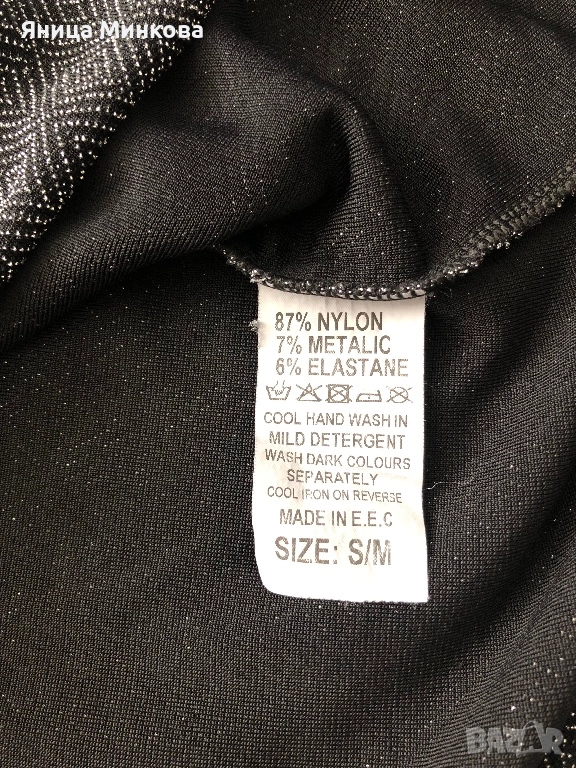 Яница Минкова
87% NYLON
7% METALIC
6% ELASTANE
COOL HAND WASH IN
MILD DETERGENT
WASH DARK COLOURS
SEPARATELY
COOL IRON ON REVERSE
MADE IN E.E.C
SIZE: S/M
BAZAR